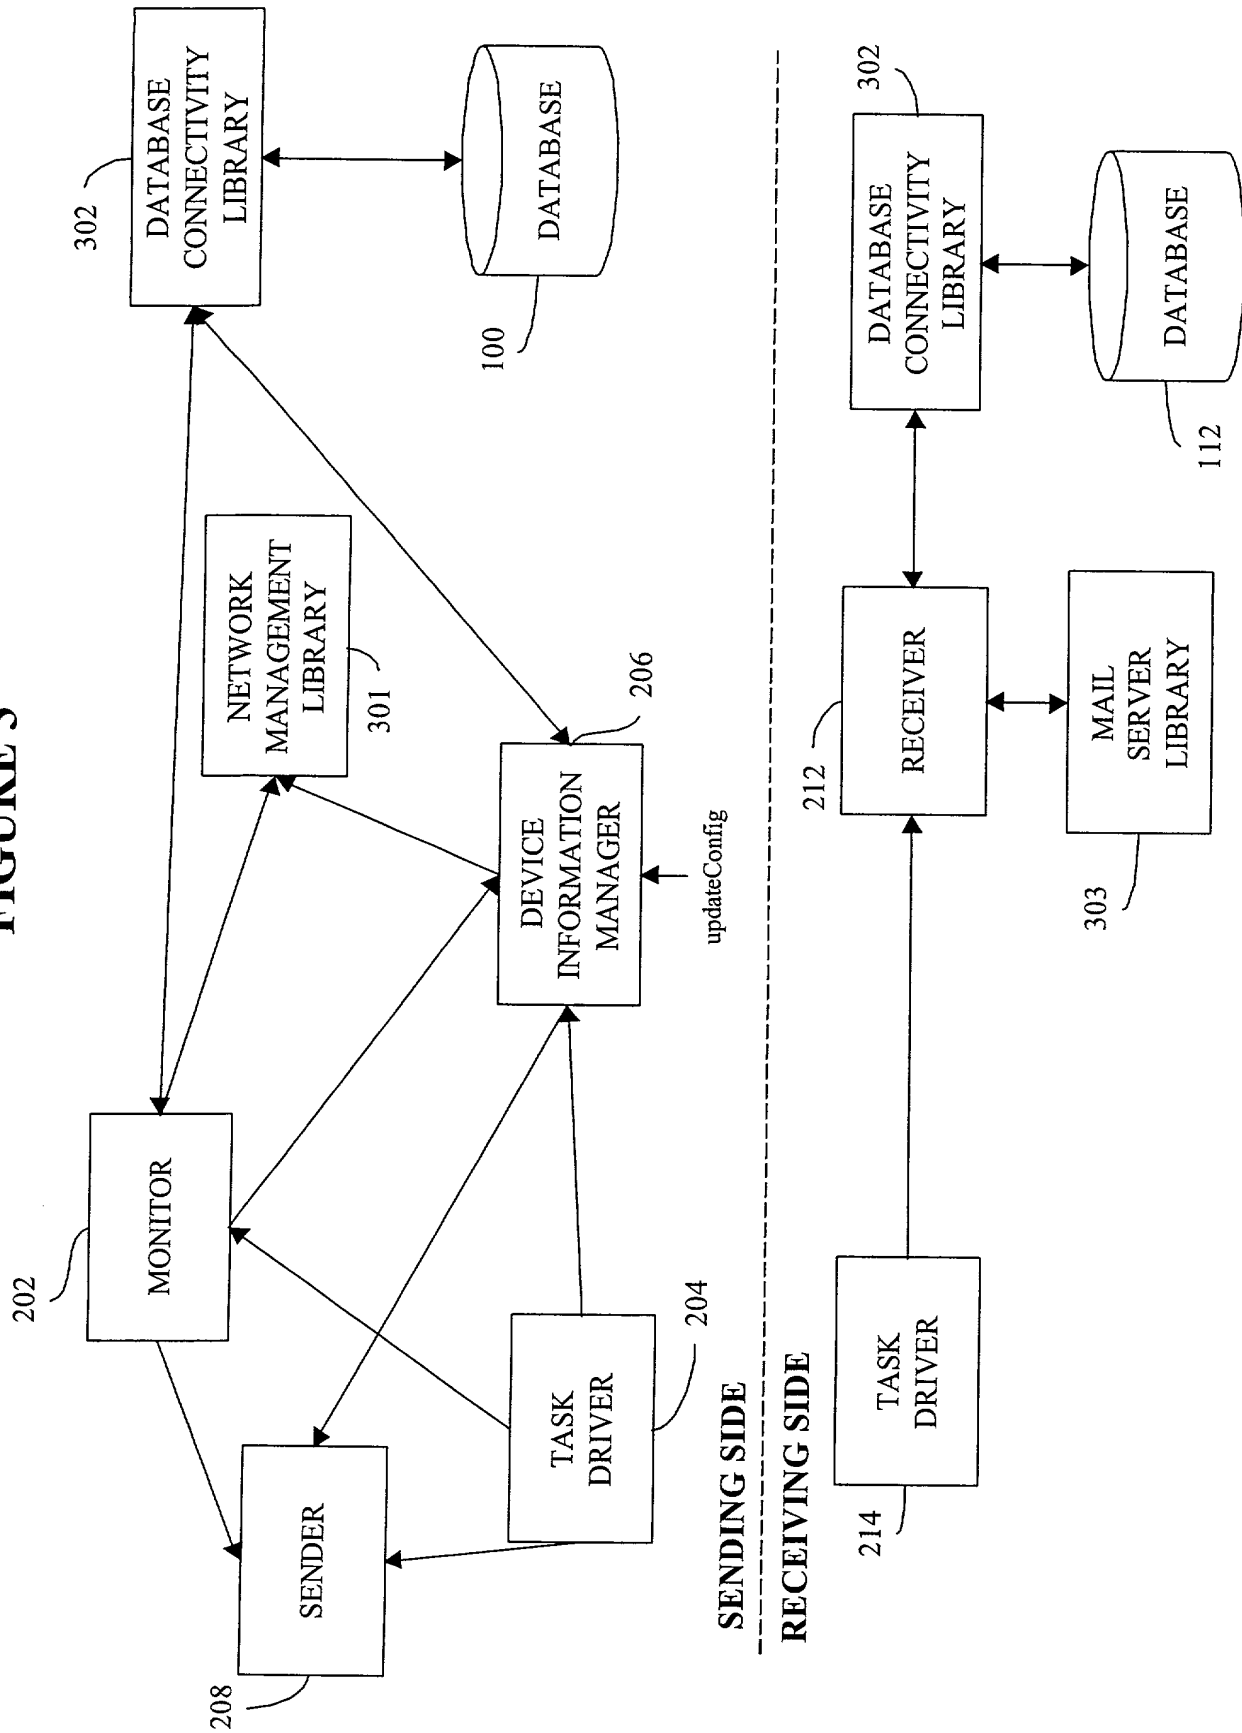 FIGURE
202
302
MONITOR
DATABASE
CONNECTIVITY
LIBRARY
208
SENDER
NETWORK
MANAGEMENT
LIBRARY
301
100
DATABASE
TASK
DRIVER
204
DEVICE
INFORMATION
MANAGER
206
updateConfig
SENDING SIDE
RECEIVING SIDE
214
TASK
DRIVER
212
RECEIVER
302
DATABASE
CONNECTIVITY
LIBRARY
303
MAIL
SERVER
LIBRARY
112
DATABASE